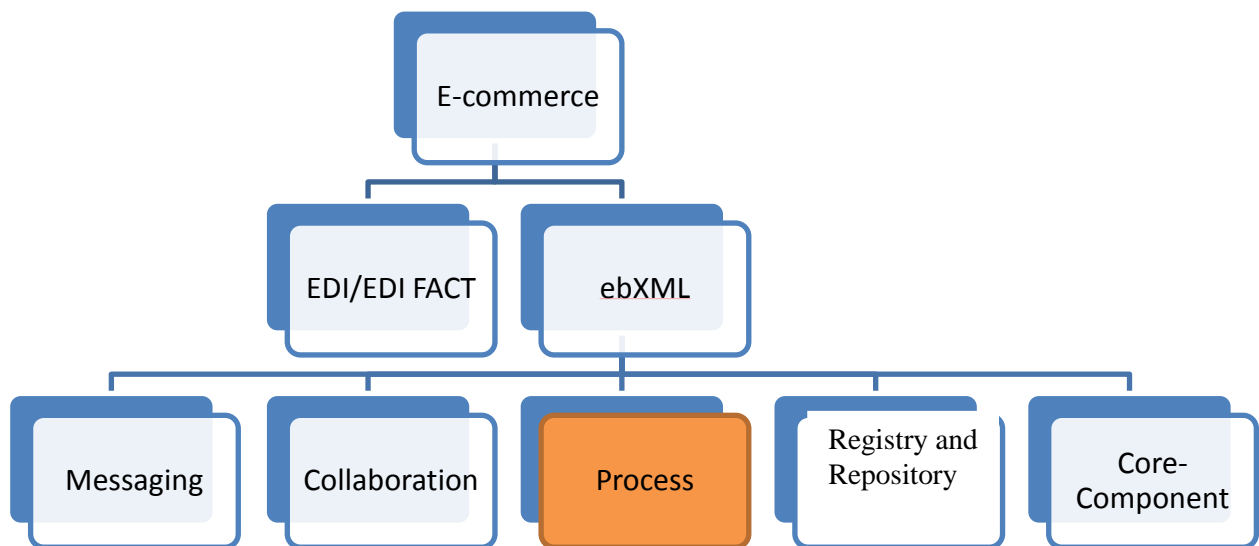 E-commerce
EDI/EDI FACT
ebXML
Messaging
Collaboration
Process
Registry and
Repository
Core-
Component